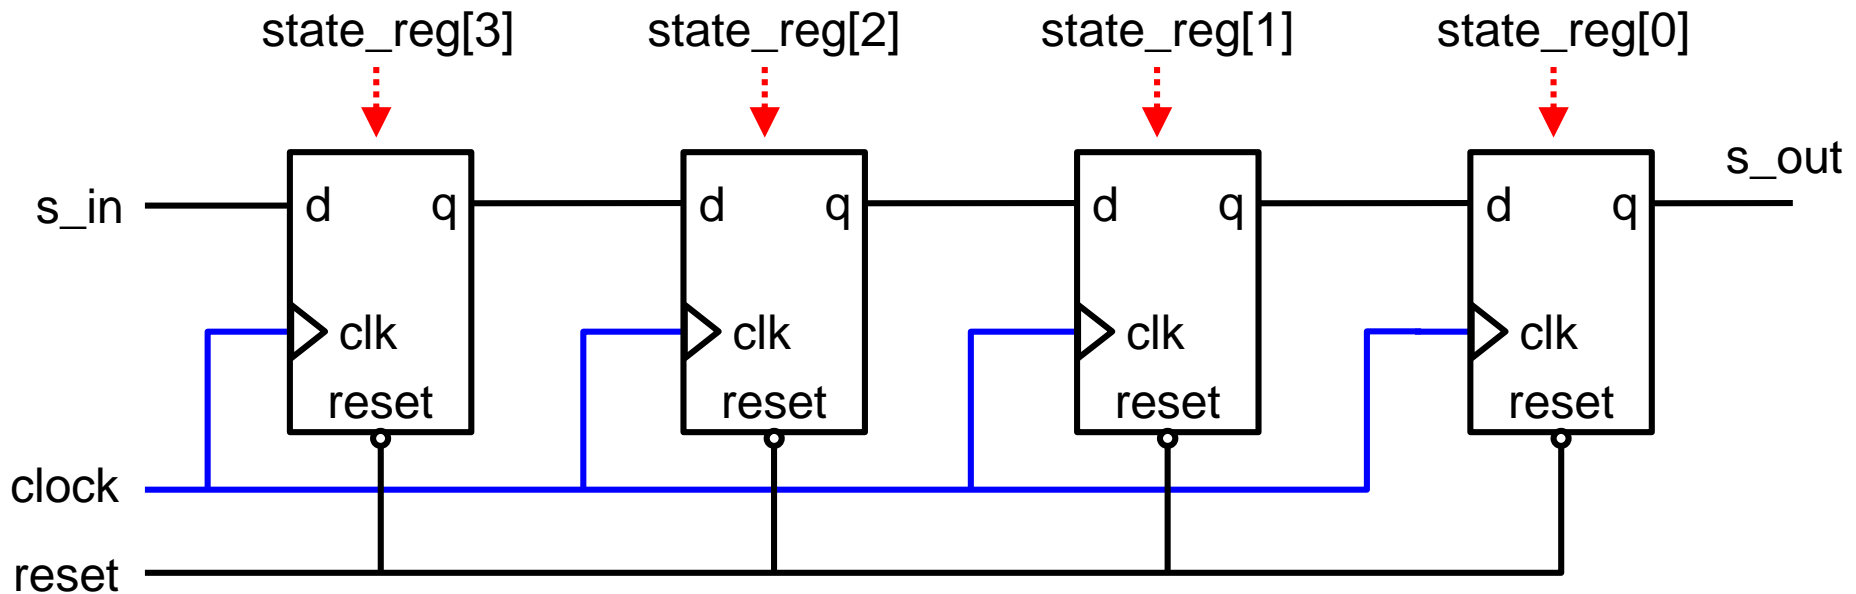 state_reg[3] state_reg[2] state_reg[1] state_reg[0]
s_out
s_in d q d q d q d q
clk clk clk clk
reset reset reset reset
clock
reset